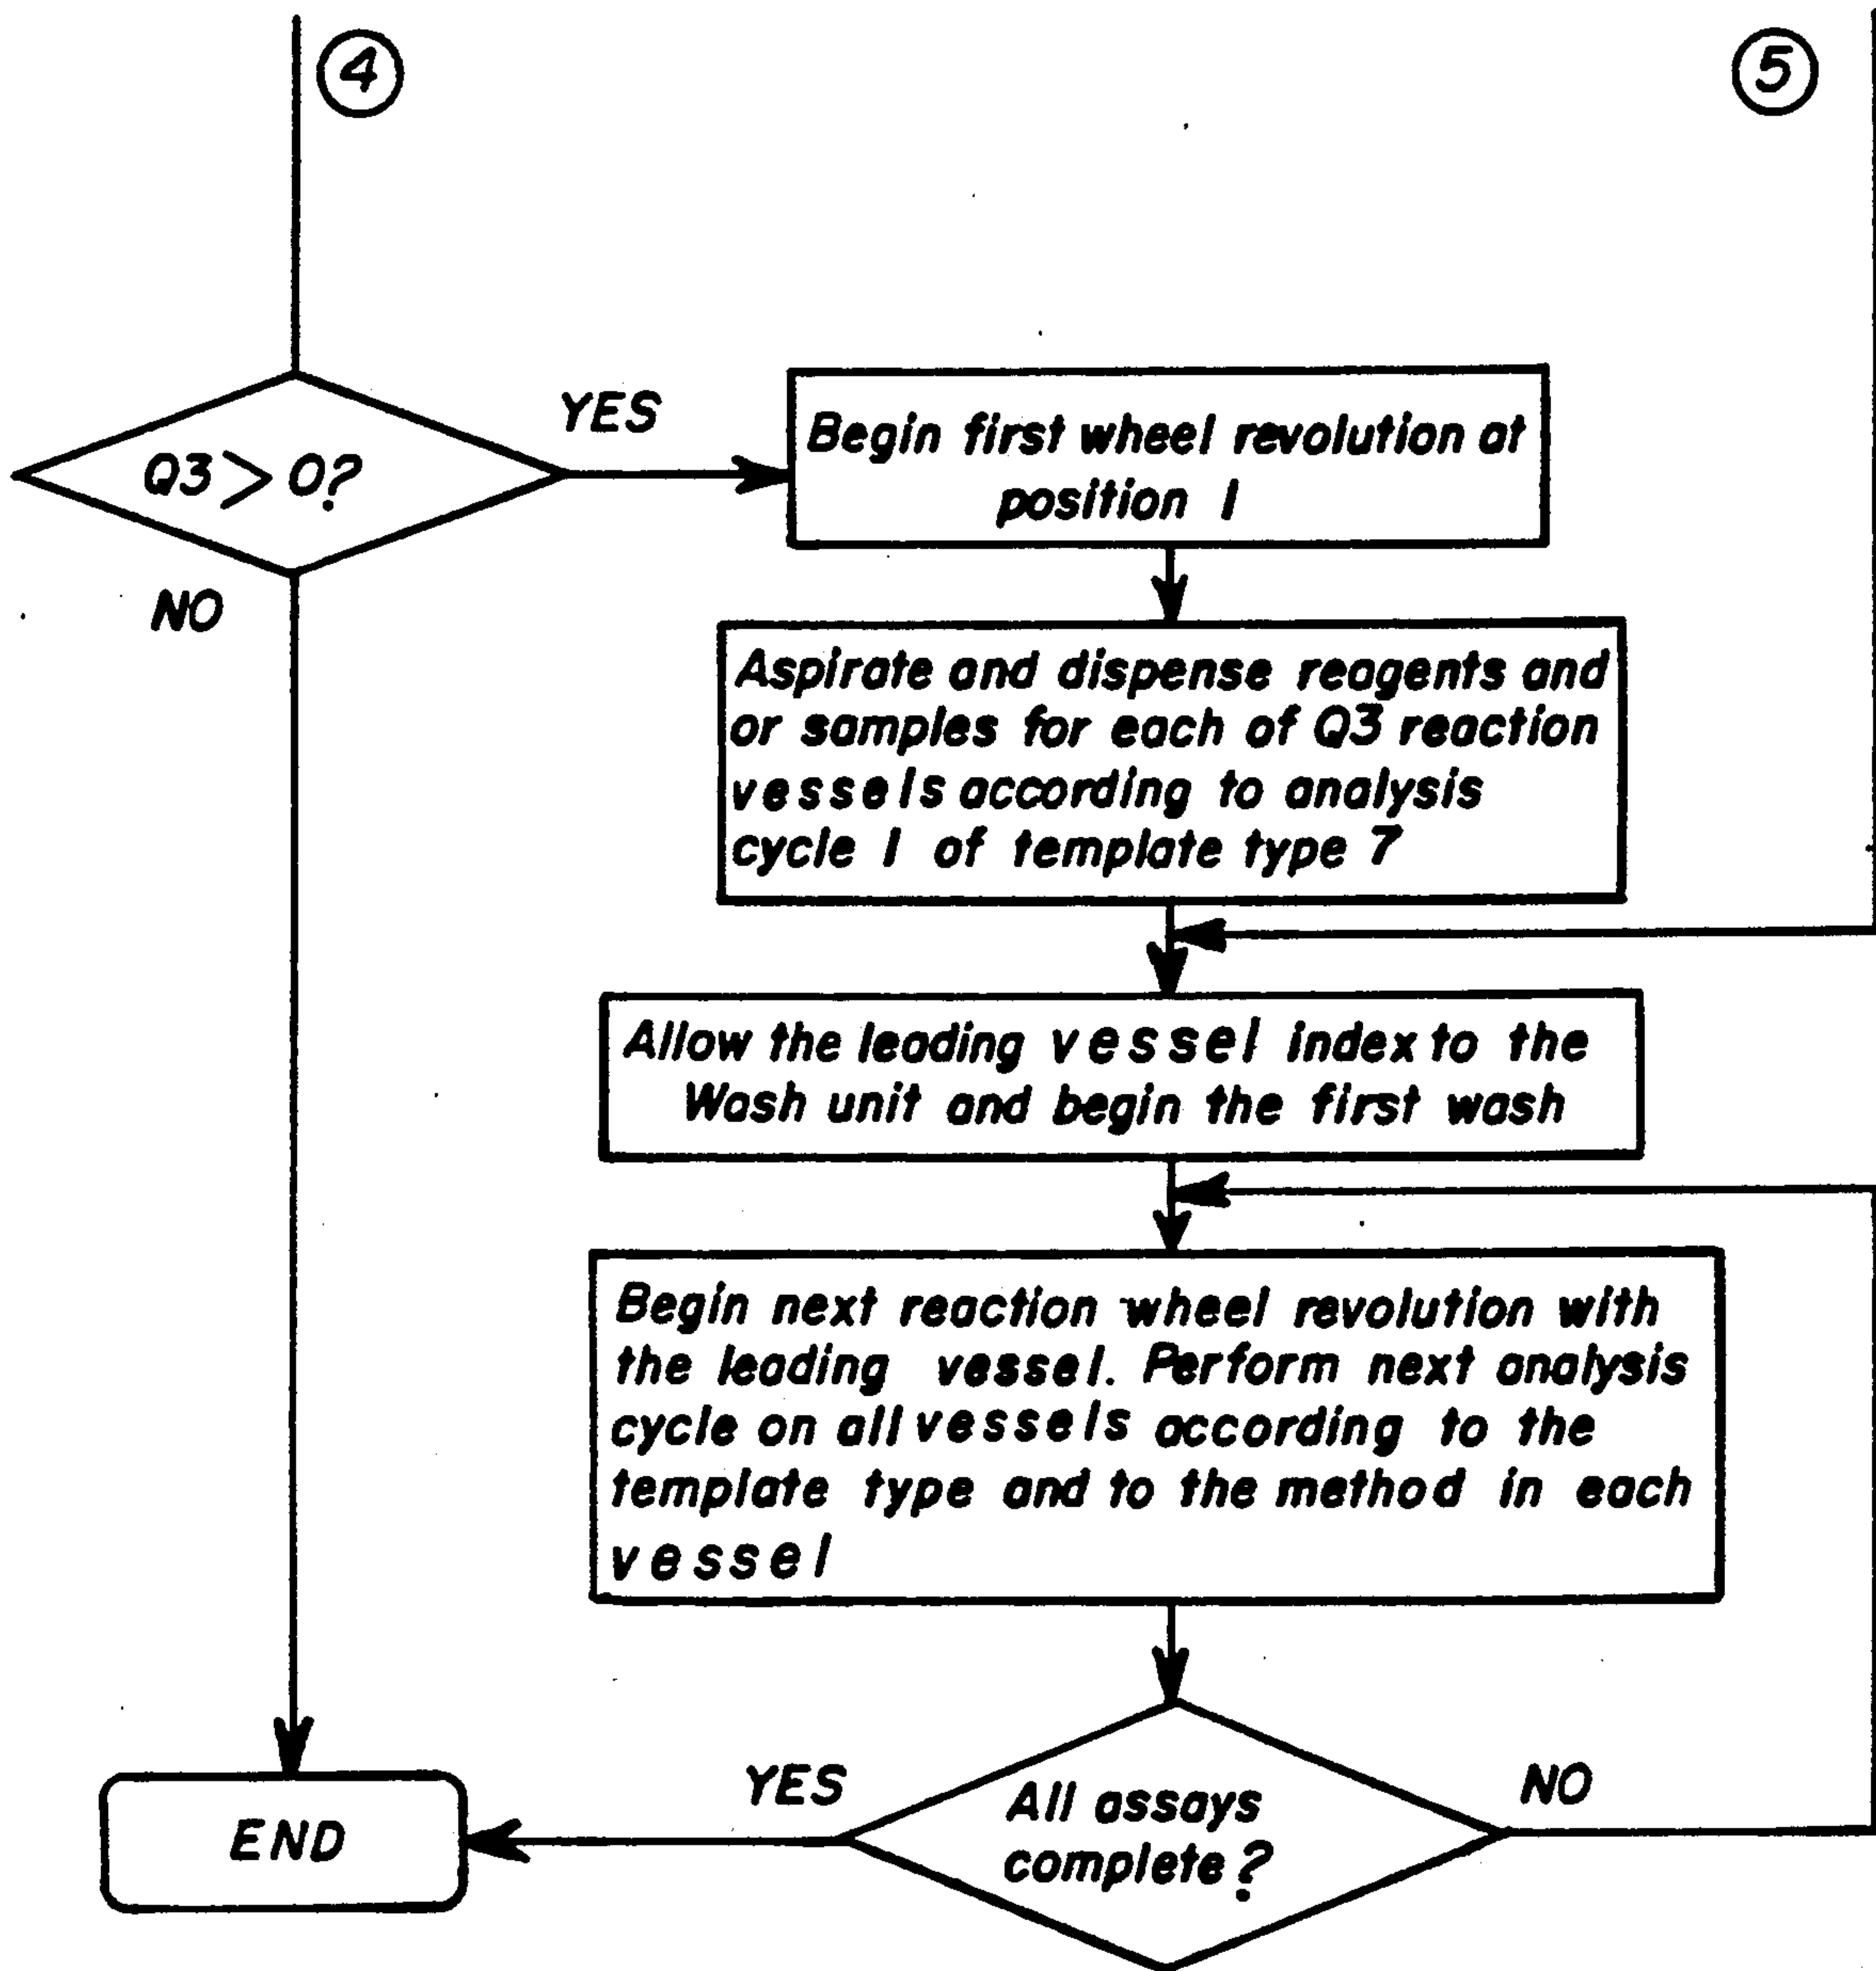 4
5
YES
Q3 > 0?
NO
Begin first wheel revolution at
position 1
Aspirate and dispense reagents and
or samples for each of Q3 reaction
vessels according to analysis
cycle 1 of template type 7
Allow the leading vessel index to the
Wash unit and begin the first wash
Begin next reaction wheel revolution with
the leading vessel. Perform next analysis
cycle on all vessels according to the
template type and to the method in each
vessel
All assays
complete?
YES
NO
END